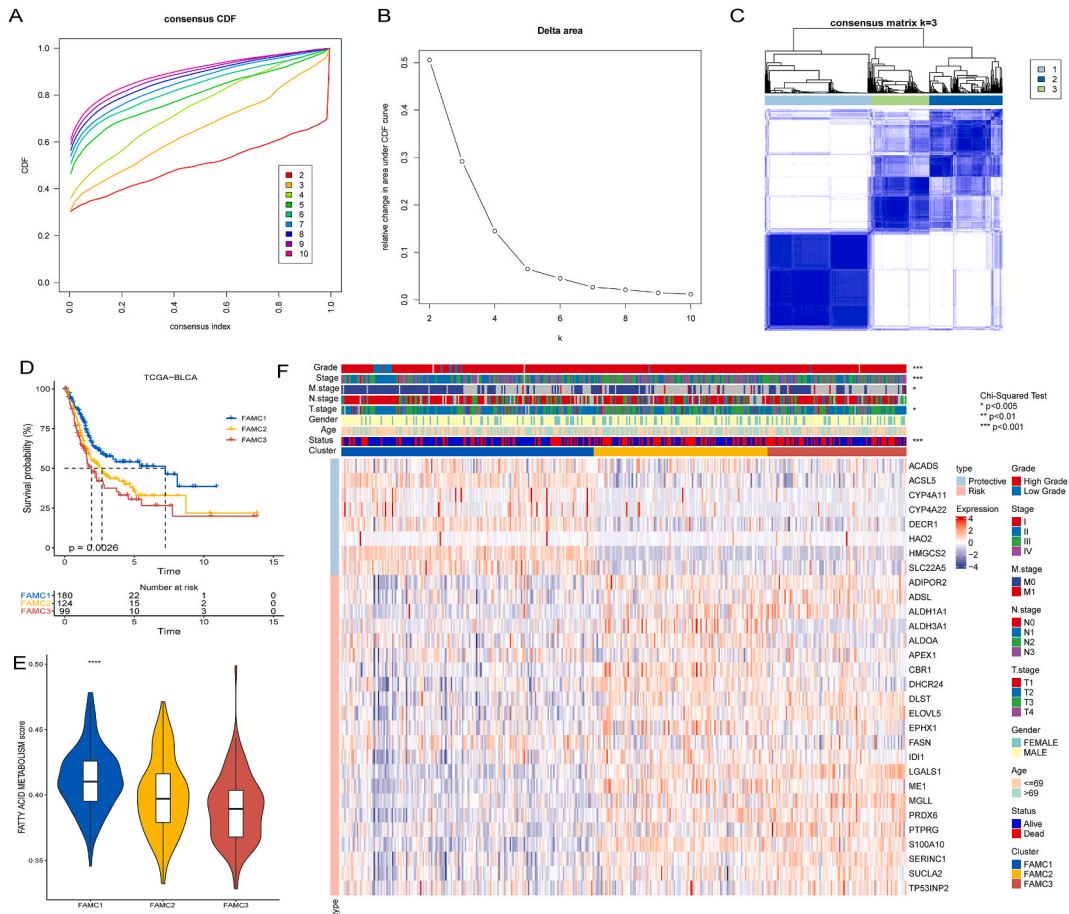 A
consensus CDF
CDF
1.0
0.8
0.6
0.4
0.2
0.0
2
3
4
5
6
7
8
9
10
0.0
0.2
0.4
0.6
0.8
1.0
consensus index
B
Delta area
relative change in area under CDF curve
0.5
0.4
0.3
0.2
0.1
0.0
2
4
6
8
10
k
C
consensus matrix k=3
1
2
3
D
TCGA-BLCA
Survival probability (%)
100
75
50
25
0
FAMC1
FAMC2
FAMC3
p = 0.0026
0
5
10
15
Time
Number at risk
FAMC1 180 22 1 0
FAMC2 124 15 2 0
FAMC3 99 10 3 0
0 5 10 15
Time
E
FATTY ACID METABOLISM score
0.50
0.45
0.40
0.35
****
FAMC1
FAMC2
FAMC3
F
Grade ***
Stage ***
M.stage *
N.stage
T.stage *
Gender
Age
Status ***
Cluster
ACADS
ACSL5
CYP4A11
CYP4A22
DECR1
HAO2
HMGCS2
SLC22A5
ADIPOR2
ADSL
ALDH1A1
ALDH3A1
ALDOA
APEX1
CBR1
DHCR24
DLST
ELOVL5
EPHX1
FASN
IDI1
LGALS1
ME1
MGLL
PRDX6
PTPRG
S100A10
SERINC1
SUCLA2
TP53INP2
type
Chi-Squared Test
* p<0.005
** p<0.01
*** p<0.001
type
Protective
Risk
Expression
4
2
0
−2
−4
Grade
High Grade
Low Grade
Stage
I
II
III
IV
M.stage
M0
M1
N.stage
N0
N1
N2
N3
T.stage
T1
T2
T3
T4
Gender
FEMALE
MALE
Age
<=69
>69
Status
Alive
Dead
Cluster
FAMC1
FAMC2
FAMC3